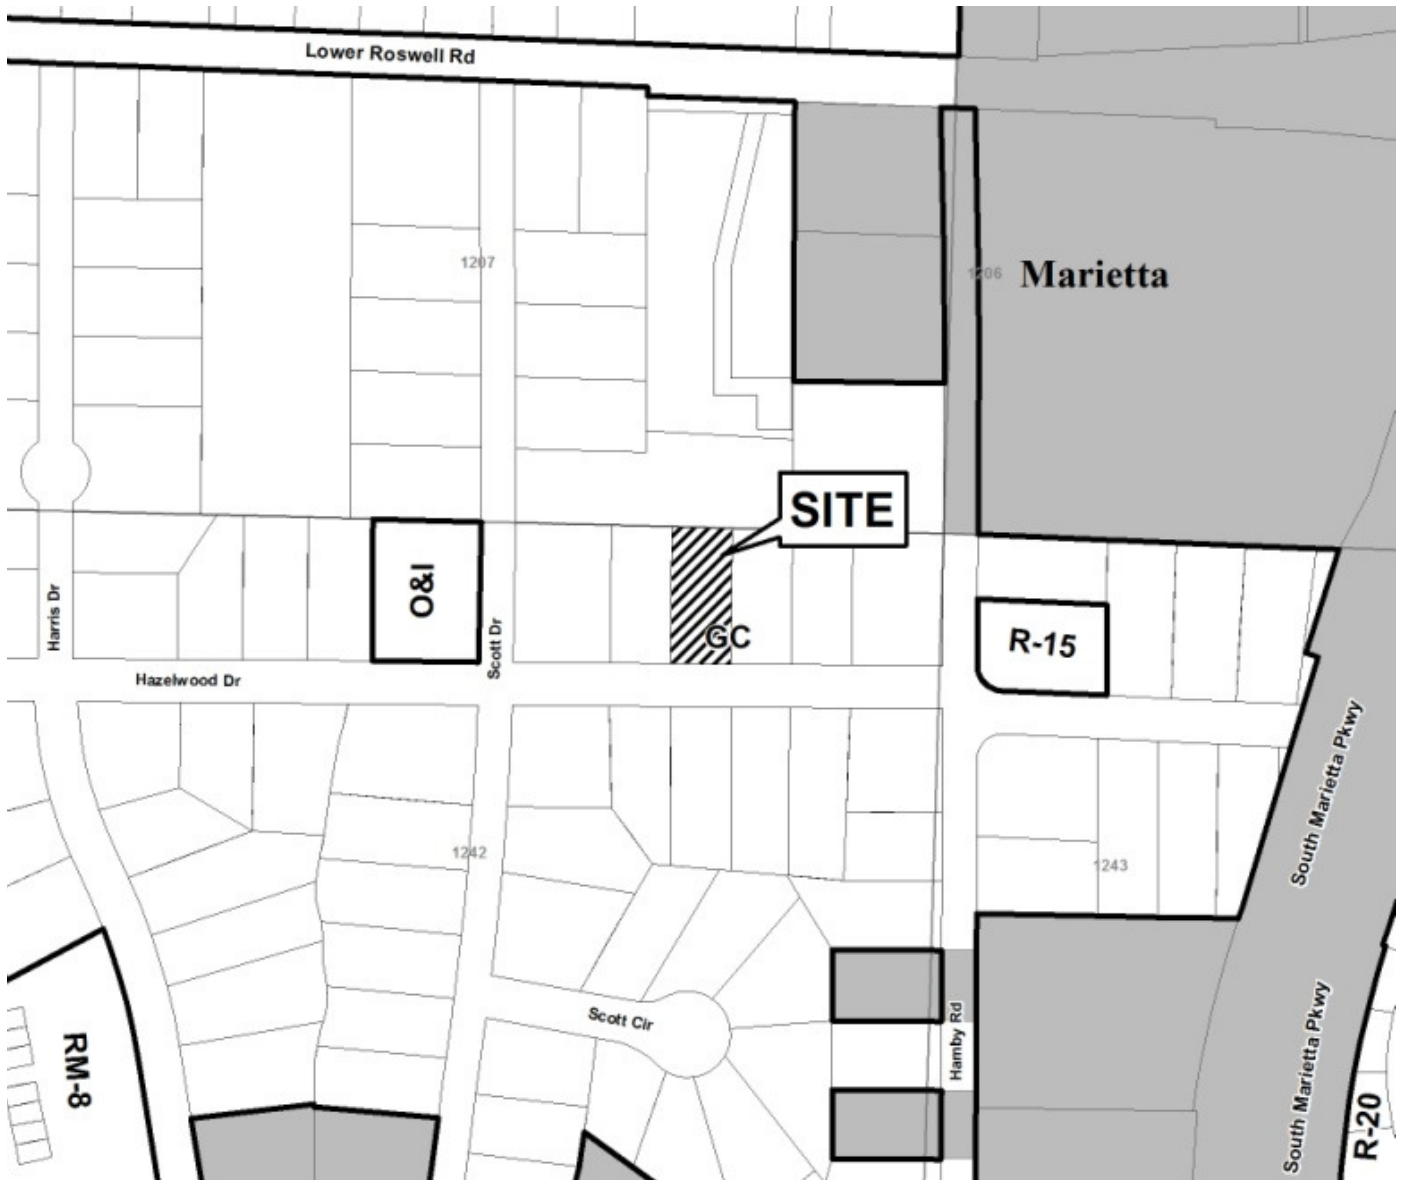 Lower Roswell Rd
1207
1206
Marietta
SITE
O&I
Harris Dr
Scott Dr
GC
R-15
Hazelwood Dr
South Marietta Pkwy
1242
1243
Scott Cir
Hamby Rd
RM-8
South Marietta Pkwy
R-20